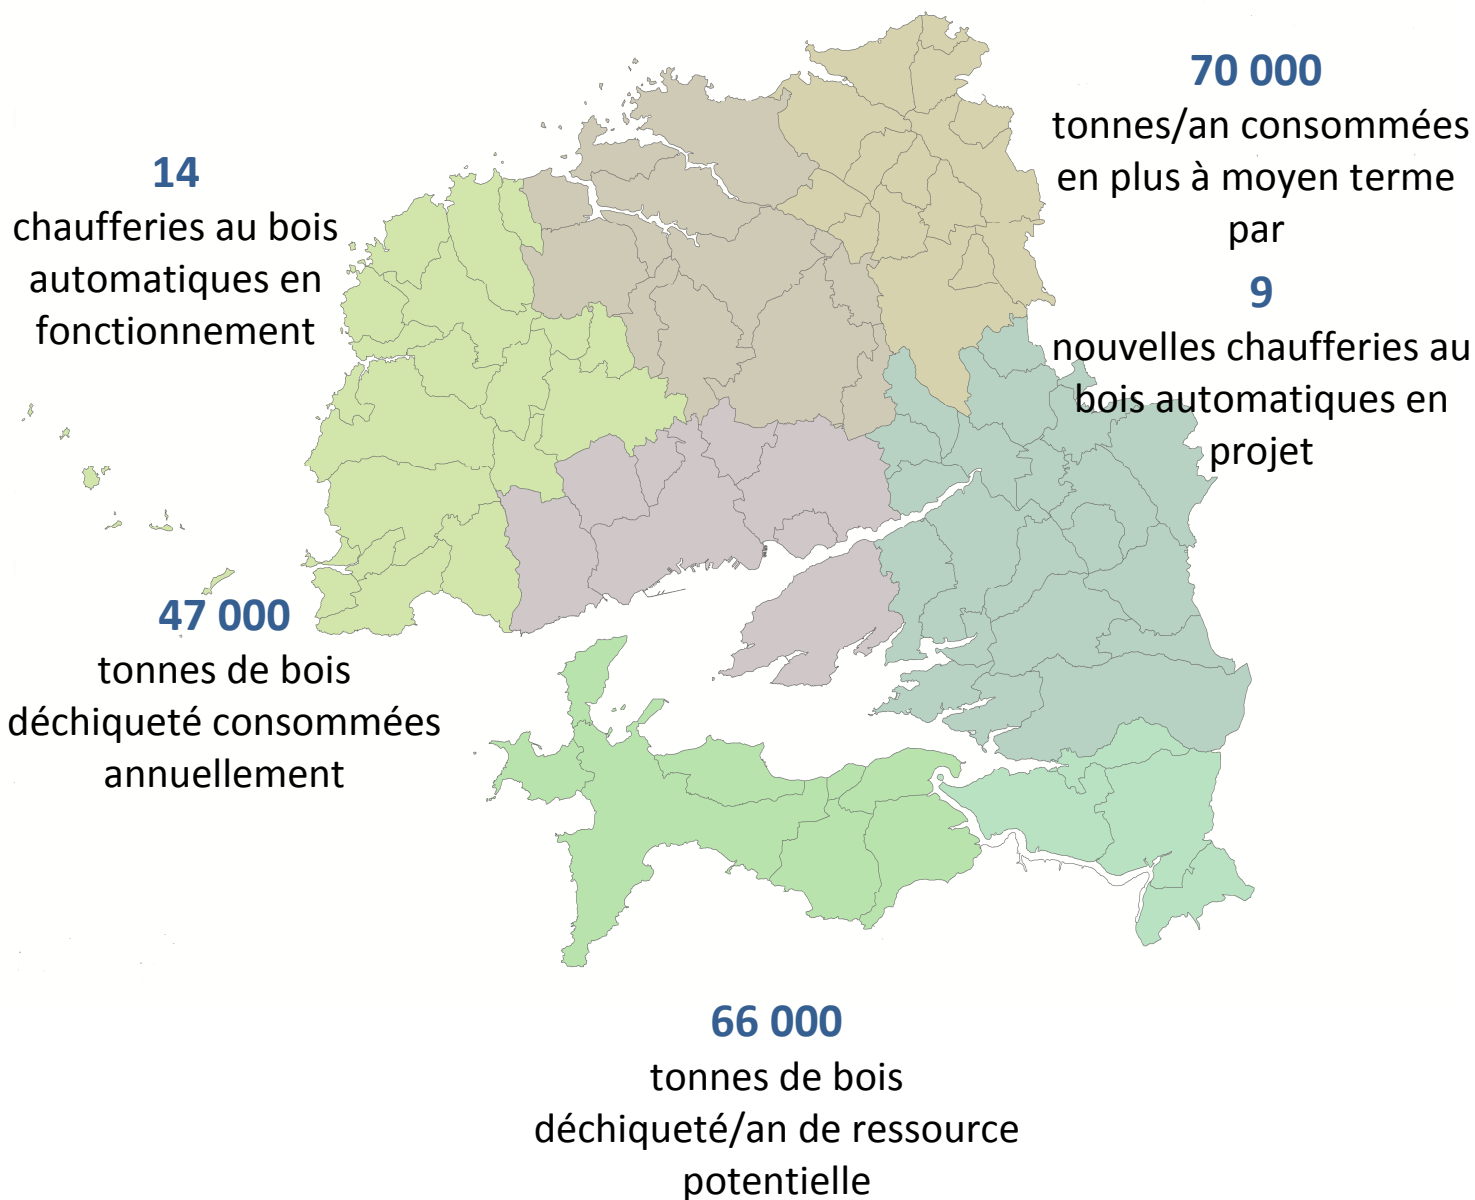 14
chaufferies au bois
automatiques en
fonctionnement
70 000
tonnes/an consommées
en plus à moyen terme
par
9
nouvelles chaufferies au
bois automatiques en
projet
47 000
tonnes de bois
déchiqueté consommées
annuellement
66 000
tonnes de bois
déchiqueté/an de ressource
potentielle